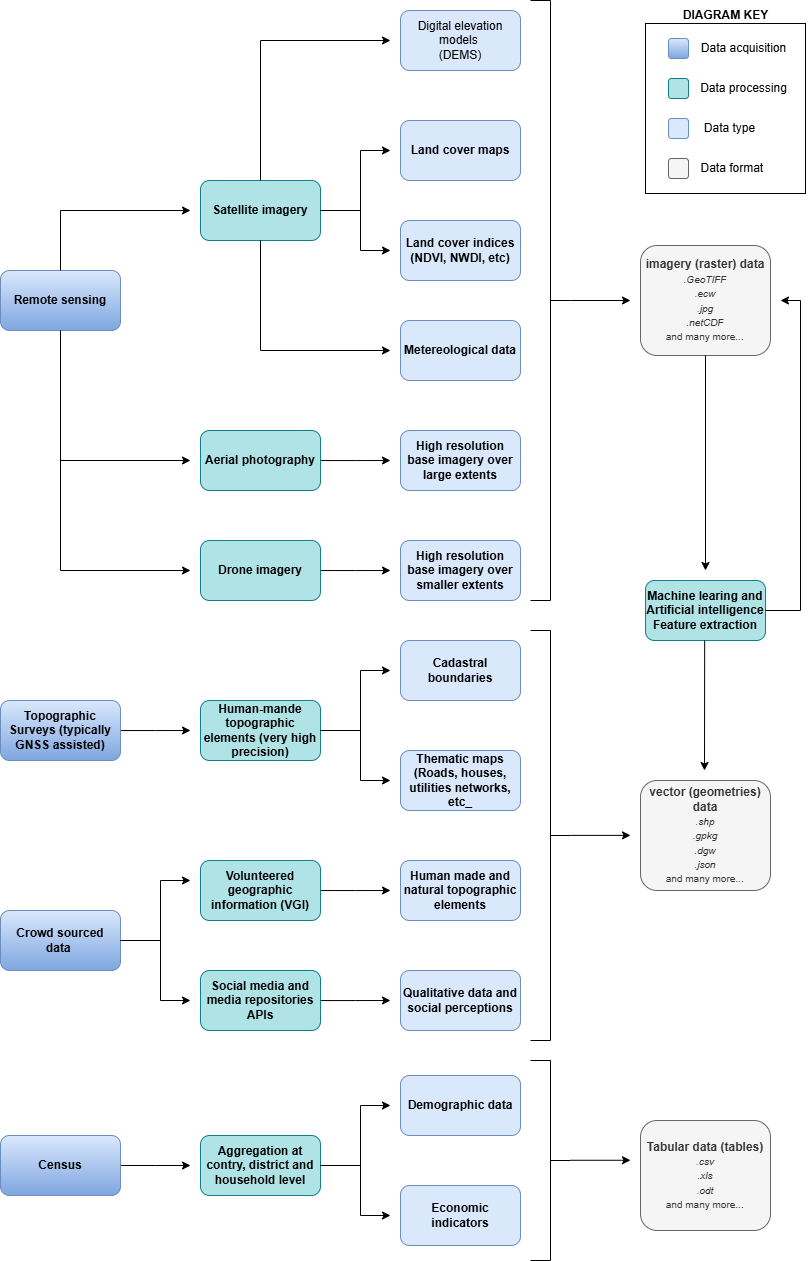 DIAGRAM KEY
Data acquisition
Data processing
Data type
Data format
Digital elevation
models
(DEMS)
Land cover maps
Satellite imagery
Land cover indices
(NDVI, NWDI, etc)
Remote sensing
Metereological data
imagery (raster) data
.GeoTIFF
.ecw
.jpg
.netCDF
and many more...
Aerial photography
High resolution
base imagery over
large extents
Drone imagery
High resolution
base imagery over
smaller extents
Machine learing and
Artificial intelligence
Feature extraction
Topographic
Surveys (typically
GNSS assisted)
Human-mande
topographic
elements (very high
precision)
Cadastral
boundaries
Thematic maps
(Roads, houses,
utilities networks,
etc_
vector (geometries)
data
.shp
.gpkg
.dgw
.json
and many more...
Crowd sourced
data
Volunteered
geographic
information (VGI)
Human made and
natural topographic
elements
Social media and
media repositories
APIs
Qualitative data and
social perceptions
Census
Aggregation at
contry, district and
household level
Demographic data
Economic
indicators
Tabular data (tables)
.csv
.xls
.odt
and many more...